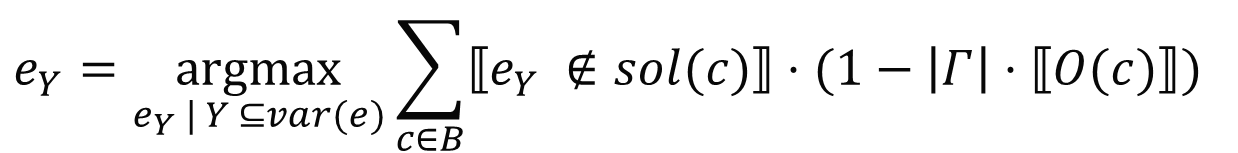 e_Y = argmax_{e_Y | Y ⊆ var(e)} ∑_{c∈B} ⟦e_Y ∉ sol(c)⟧ · (1 − |Γ| · ⟦O(c)⟧)